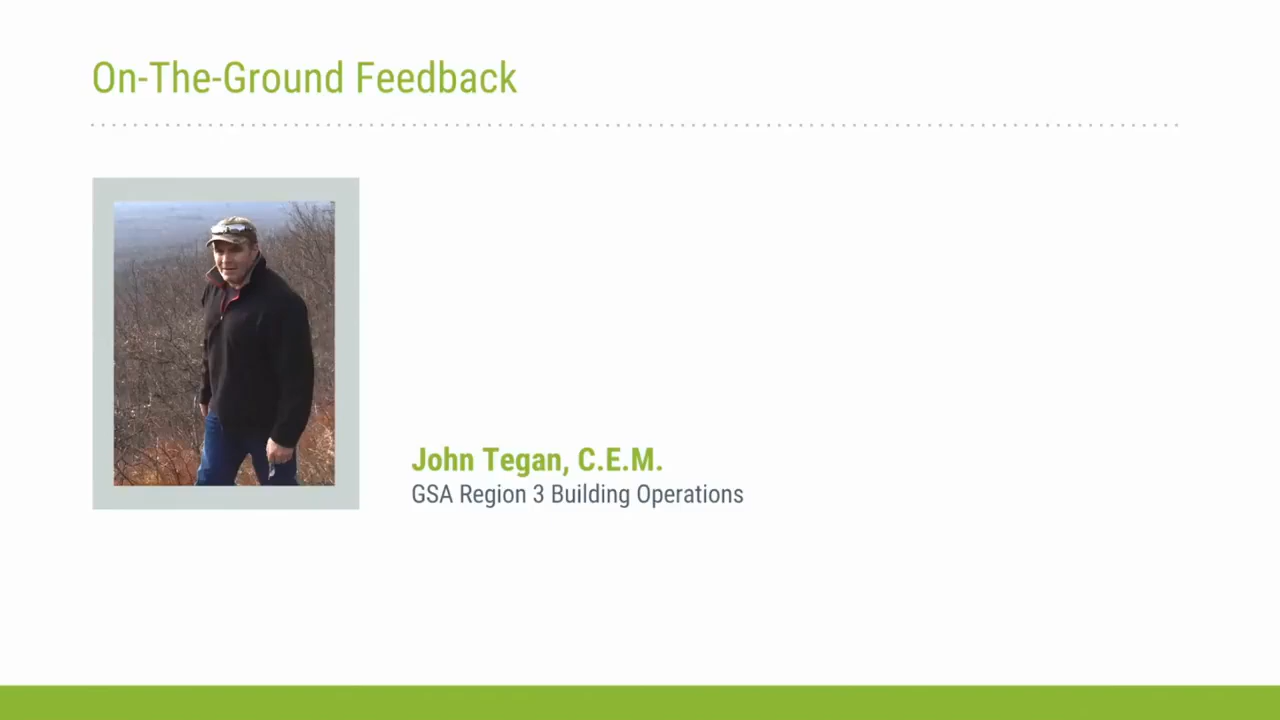 On-The-Ground Feedback
John Tegan, C.E.M.
GSA Region 3 Building Operations